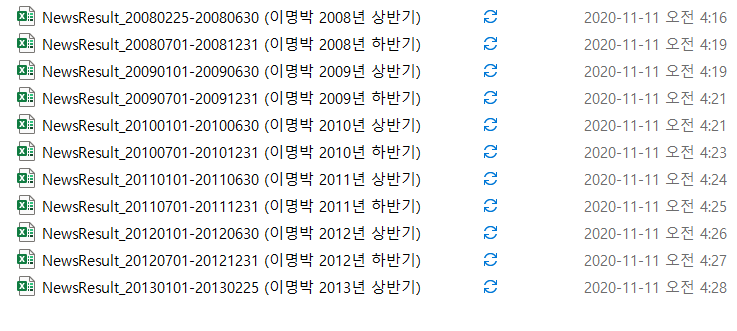 NewsResult_20080225-20080630 (이명박 2008년 상반기) 2020-11-11 오전 4:16
NewsResult_20080701-20081231 (이명박 2008년 하반기) 2020-11-11 오전 4:19
NewsResult_20090101-20090630 (이명박 2009년 상반기) 2020-11-11 오전 4:19
NewsResult_20090701-20091231 (이명박 2009년 하반기) 2020-11-11 오전 4:21
NewsResult_20100101-20100630 (이명박 2010년 상반기) 2020-11-11 오전 4:21
NewsResult_20100701-20101231 (이명박 2010년 하반기) 2020-11-11 오전 4:23
NewsResult_20110101-20110630 (이명박 2011년 상반기) 2020-11-11 오전 4:24
NewsResult_20110701-20111231 (이명박 2011년 하반기) 2020-11-11 오전 4:25
NewsResult_20120101-20120630 (이명박 2012년 상반기) 2020-11-11 오전 4:26
NewsResult_20120701-20121231 (이명박 2012년 하반기) 2020-11-11 오전 4:27
NewsResult_20130101-20130225 (이명박 2013년 상반기) 2020-11-11 오전 4:28